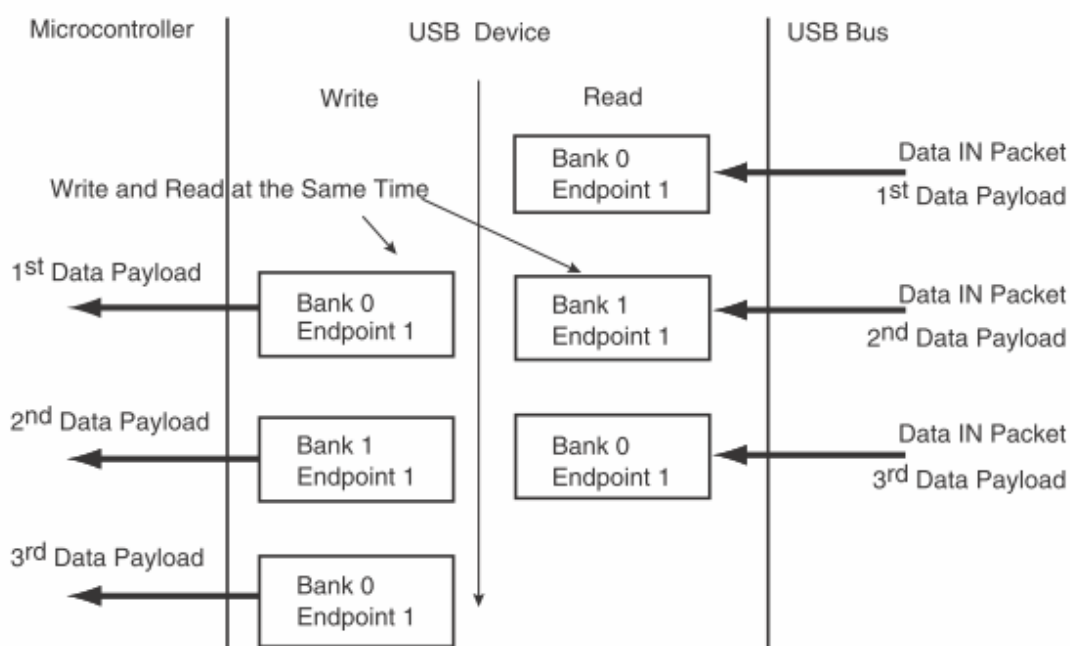 Microcontroller
USB Device
USB Bus
Write
Read
Bank 0
Endpoint 1
Data IN Packet
1st Data Payload
Write and Read at the Same Time
1st Data Payload
Bank 0
Endpoint 1
Bank 1
Endpoint 1
Data IN Packet
2nd Data Payload
2nd Data Payload
Bank 1
Endpoint 1
Bank 0
Endpoint 1
Data IN Packet
3rd Data Payload
3rd Data Payload
Bank 0
Endpoint 1